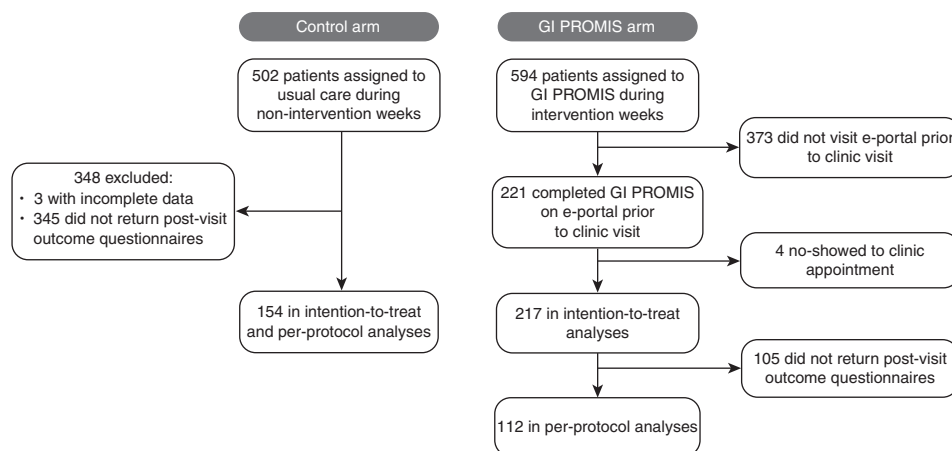 Control arm
502 patients assigned to
usual care during
non-intervention weeks
348 excluded:
· 3 with incomplete data
· 345 did not return post-visit
outcome questionnaires
154 in intention-to-treat
and per-protocol analyses
GI PROMIS arm
594 patients assigned to
GI PROMIS during
intervention weeks
373 did not visit e-portal prior
to clinic visit
221 completed GI PROMIS
on e-portal prior
to clinic visit
4 no-showed to clinic
appointment
217 in intention-to-treat
analyses
105 did not return post-visit
outcome questionnaires
112 in per-protocol analyses